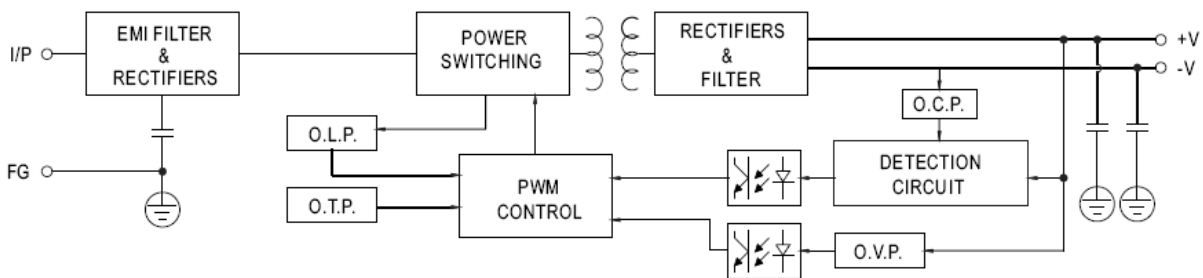 I/P
EMI FILTER
&
RECTIFIERS
POWER
SWITCHING
RECTIFIERS
&
FILTER
+V
-V
O.C.P.
O.L.P.
FG
O.T.P.
PWM
CONTROL
DETECTION
CIRCUIT
O.V.P.